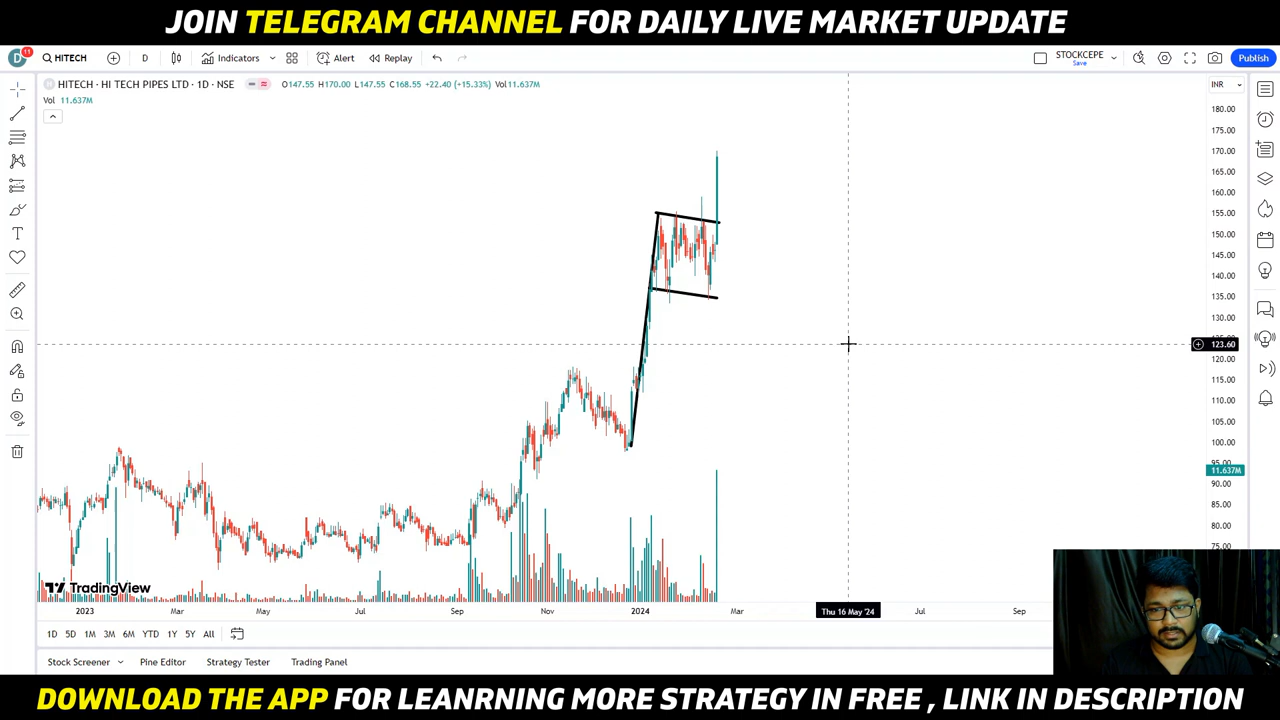 JOIN TELEGRAM CHANNEL FOR DAILY LIVE MARKET UPDATE
11
D
HITECH
D
Indicators
Alert
Replay
STOCKCEPE
Save
Publish
HITECH · HI TECH PIPES LTD · 1D · NSE
O147.55 H170.00 L147.55 C168.55 +22.40 (+15.33%) Vol11.637M
INR
Vol 11.637M
180.00
175.00
170.00
165.00
160.00
155.00
150.00
145.00
140.00
135.00
130.00
123.60
120.00
115.00
110.00
105.00
100.00
95.00
11.637M
90.00
85.00
80.00
75.00
TradingView
2023
Mar
May
Jul
Sep
Nov
2024
Mar
Thu 16 May '24
Jul
Sep
1D 5D 1M 3M 6M YTD 1Y 5Y All
Stock Screener
Pine Editor
Strategy Tester
Trading Panel
DOWNLOAD THE APP FOR LEANRNING MORE STRATEGY IN FREE , LINK IN DESCRIPTION